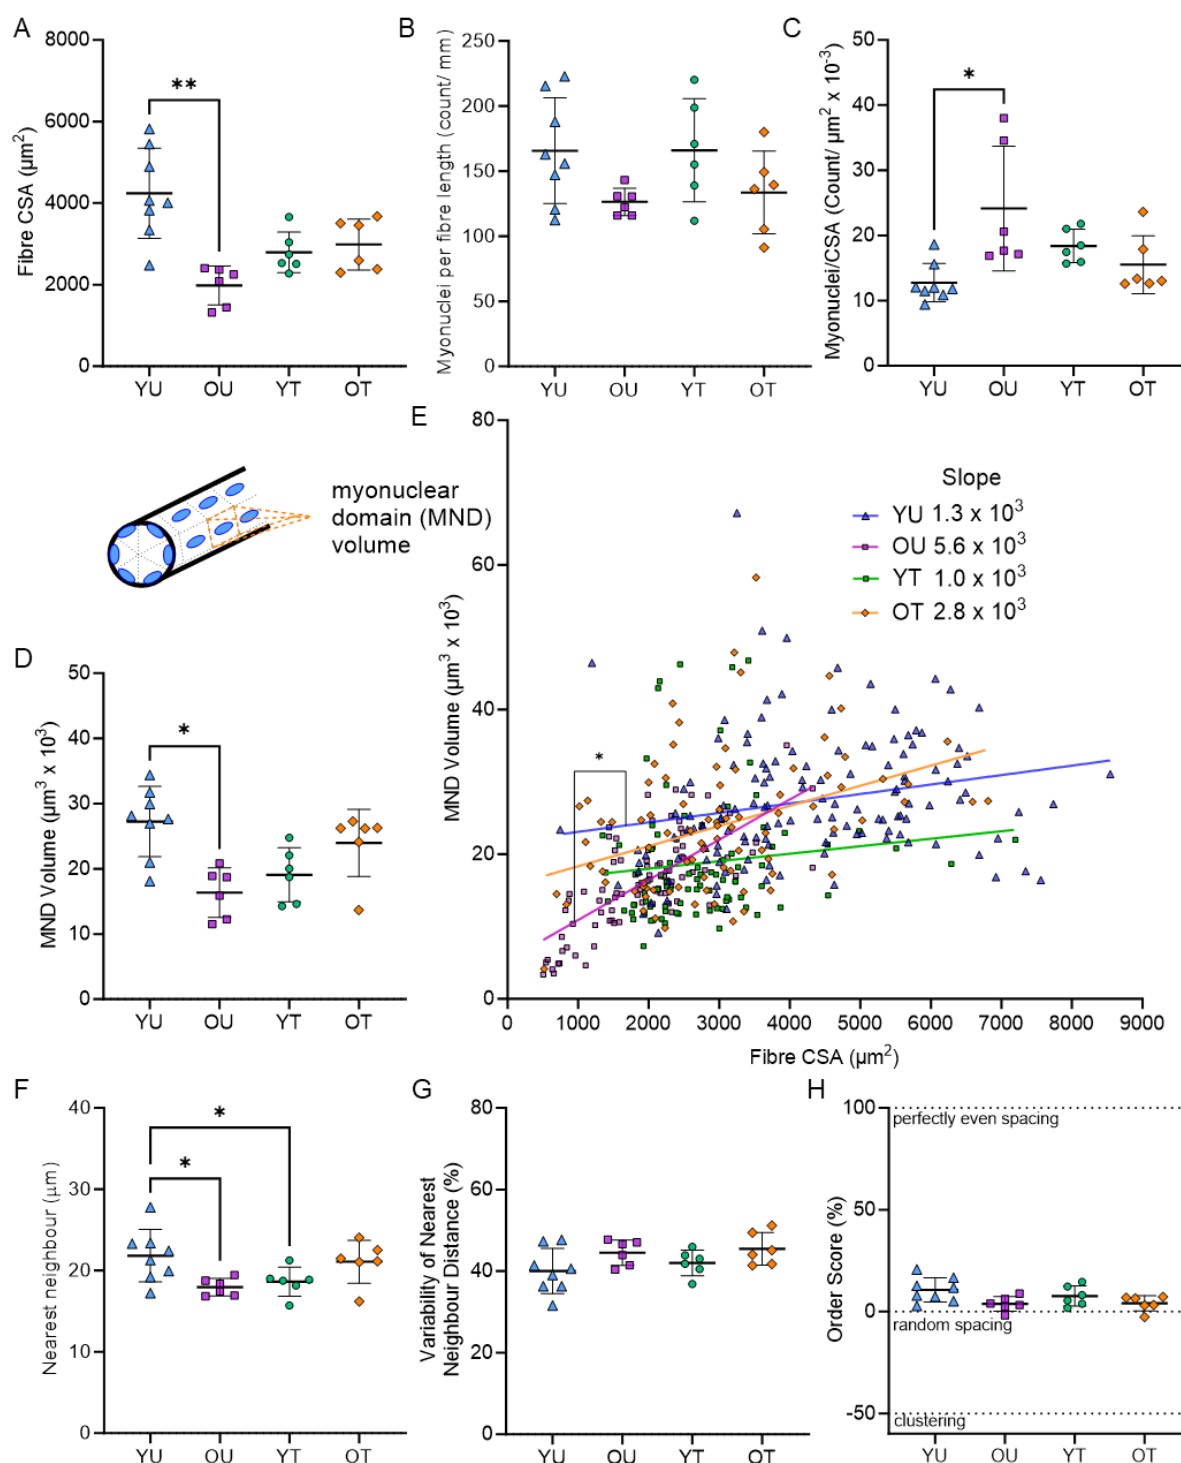 A
8000
6000
4000
2000
0
Fibre CSA (µm²)
**
YU OU YT OT
B
250
200
150
100
50
0
Myonuclei per fibre length (count/ mm)
YU OU YT OT
C
50
40
30
20
10
0
Myonuclei/CSA (Count/ µm² x 10⁻³)
*
YU OU YT OT
myonuclear
domain (MND)
volume
D
50
40
30
20
10
0
MND Volume (µm³ x 10³)
*
YU OU YT OT
E
80
60
40
20
0
MND Volume (µm³ x 10³)
Slope
YU 1.3 x 10³
OU 5.6 x 10³
YT 1.0 x 10³
OT 2.8 x 10³
*
0 1000 2000 3000 4000 5000 6000 7000 8000 9000
Fibre CSA (µm²)
F
40
30
20
10
0
Nearest neighbour (µm)
*
*
YU OU YT OT
G
80
60
40
20
0
Variability of Nearest
Neighbour Distance (%)
YU OU YT OT
H
100
50
0
-50
Order Score (%)
perfectly even spacing
random spacing
clustering
YU OU YT OT